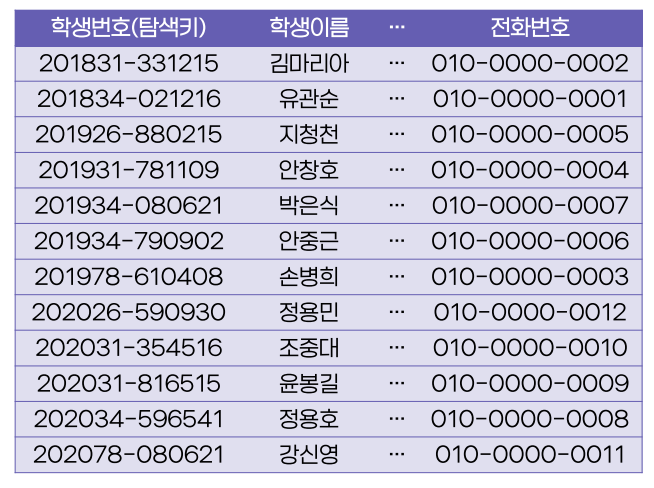 학생번호(탐색키) 학생이름 … 전화번호
201831-331215 김마리아 … 010-0000-0002
201834-021216 유관순 … 010-0000-0001
201926-880215 지청천 … 010-0000-0005
201931-781109 안창호 … 010-0000-0004
201934-080621 박은식 … 010-0000-0007
201934-790902 안중근 … 010-0000-0006
201978-610408 손병희 … 010-0000-0003
202026-590930 정용민 … 010-0000-0012
202031-354516 조중대 … 010-0000-0010
202031-816515 윤봉길 … 010-0000-0009
202034-596541 정용호 … 010-0000-0008
202078-080621 강신영 … 010-0000-0011